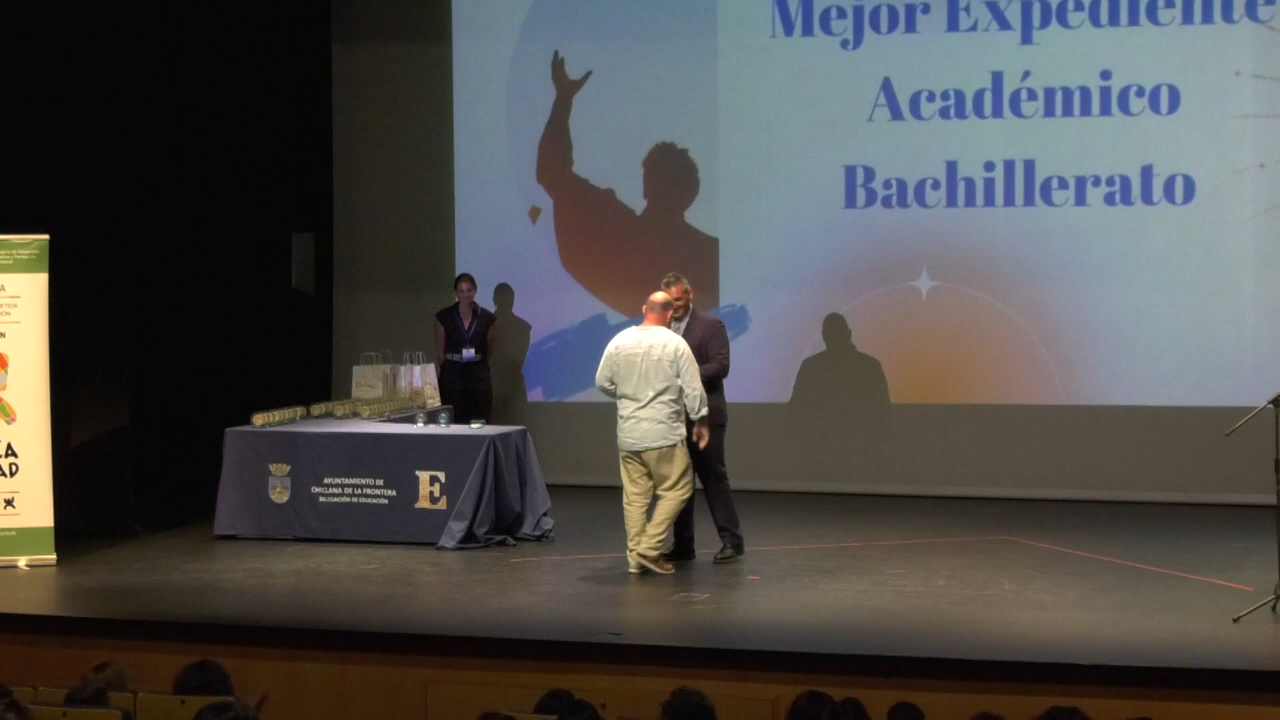 Mejor Expediente
Académico
Bachillerato
AYUNTAMIENTO DE
CHICLANA DE LA FRONTERA
DELEGACIÓN DE EDUCACIÓN
E